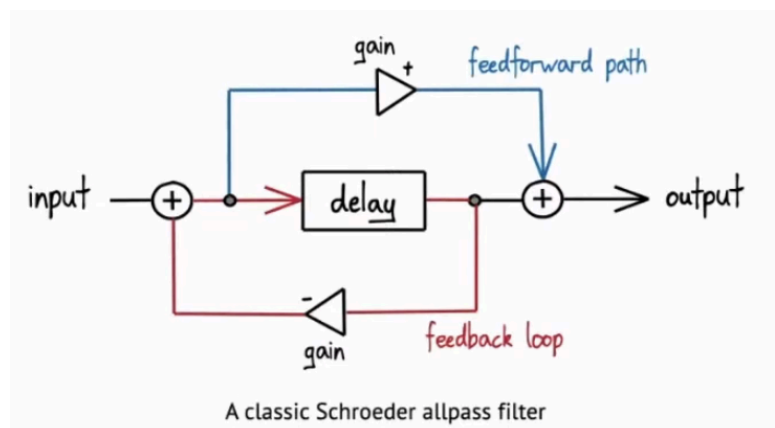 gain
+
feedforward path
input
+
delay
+
output
-
gain
feedback loop
A classic Schroeder allpass filter